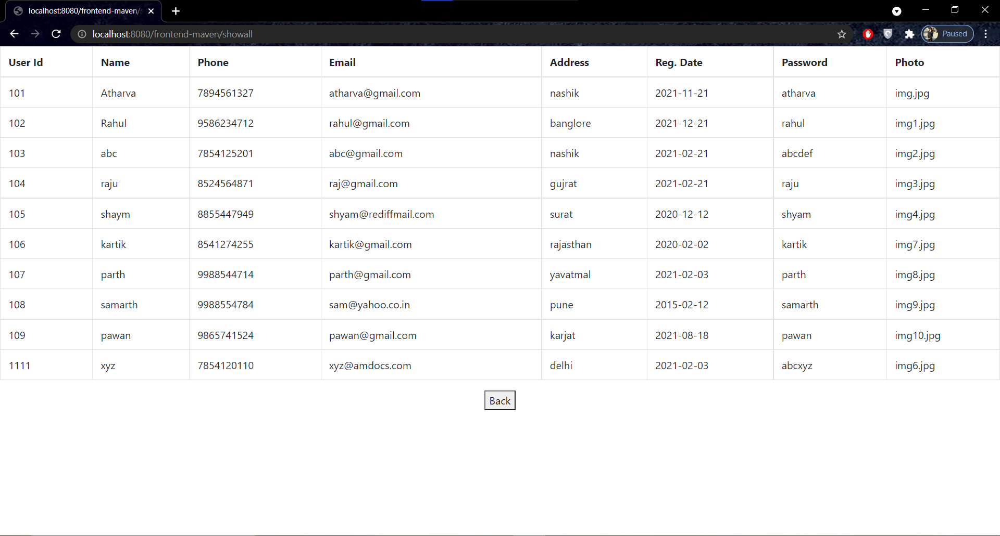 localhost:8080/frontend-maven/s
localhost:8080/frontend-maven/showall
Paused
User Id Name Phone Email Address Reg. Date Password Photo
101 Atharva 7894561327 atharva@gmail.com nashik 2021-11-21 atharva img.jpg
102 Rahul 9586234712 rahul@gmail.com banglore 2021-12-21 rahul img1.jpg
103 abc 7854125201 abc@gmail.com nashik 2021-02-21 abcdef img2.jpg
104 raju 8524564871 raj@gmail.com gujrat 2021-02-21 raju img3.jpg
105 shaym 8855447949 shyam@rediffmail.com surat 2020-12-12 shyam img4.jpg
106 kartik 8541274255 kartik@gmail.com rajasthan 2020-02-02 kartik img7.jpg
107 parth 9988544714 parth@gmail.com yavatmal 2021-02-03 parth img8.jpg
108 samarth 9988554784 sam@yahoo.co.in pune 2015-02-12 samarth img9.jpg
109 pawan 9865741524 pawan@gmail.com karjat 2021-08-18 pawan img10.jpg
1111 xyz 7854120110 xyz@amdocs.com delhi 2021-02-03 abcxyz img6.jpg
Back